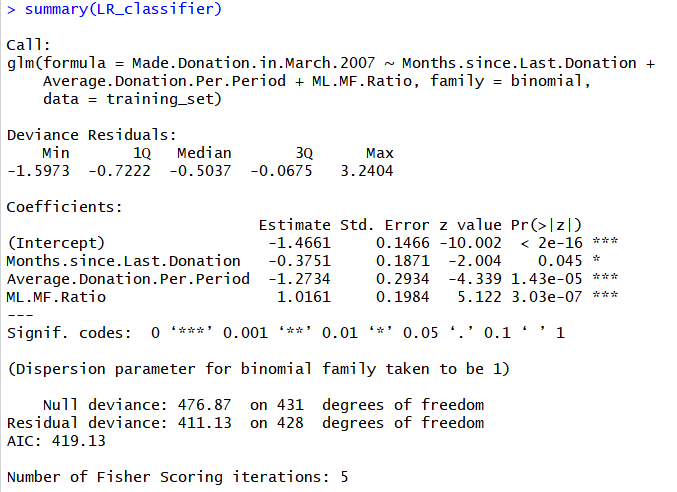 > summary(LR_classifier)

Call:
glm(formula = Made.Donation.in.March.2007 ~ Months.since.Last.Donation +
    Average.Donation.Per.Period + ML.MF.Ratio, family = binomial,
    data = training_set)

Deviance Residuals:
    Min       1Q   Median       3Q      Max
-1.5973  -0.7222  -0.5037  -0.0675   3.2404

Coefficients:
                            Estimate Std. Error z value Pr(>|z|)
(Intercept)                  -1.4661     0.1466 -10.002  < 2e-16 ***
Months.since.Last.Donation   -0.3751     0.1871  -2.004    0.045 *
Average.Donation.Per.Period  -1.2734     0.2934  -4.339 1.43e-05 ***
ML.MF.Ratio                   1.0161     0.1984   5.122 3.03e-07 ***
---
Signif. codes:  0 ‘***’ 0.001 ‘**’ 0.01 ‘*’ 0.05 ‘.’ 0.1 ‘ ’ 1

(Dispersion parameter for binomial family taken to be 1)

    Null deviance: 476.87  on 431  degrees of freedom
Residual deviance: 411.13  on 428  degrees of freedom
AIC: 419.13

Number of Fisher Scoring iterations: 5